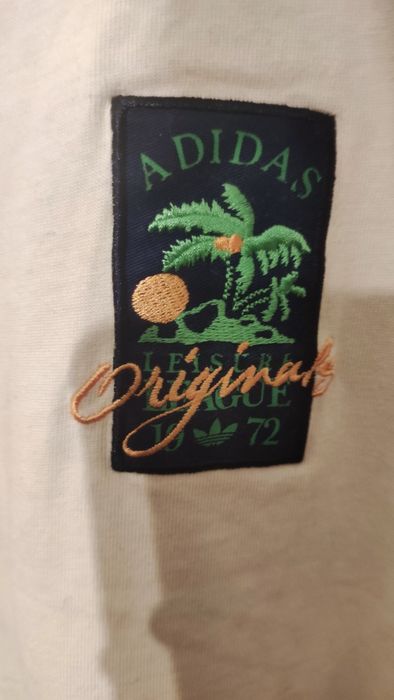 ADIDAS
LEISURE
Originals
LEAGUE
19 72